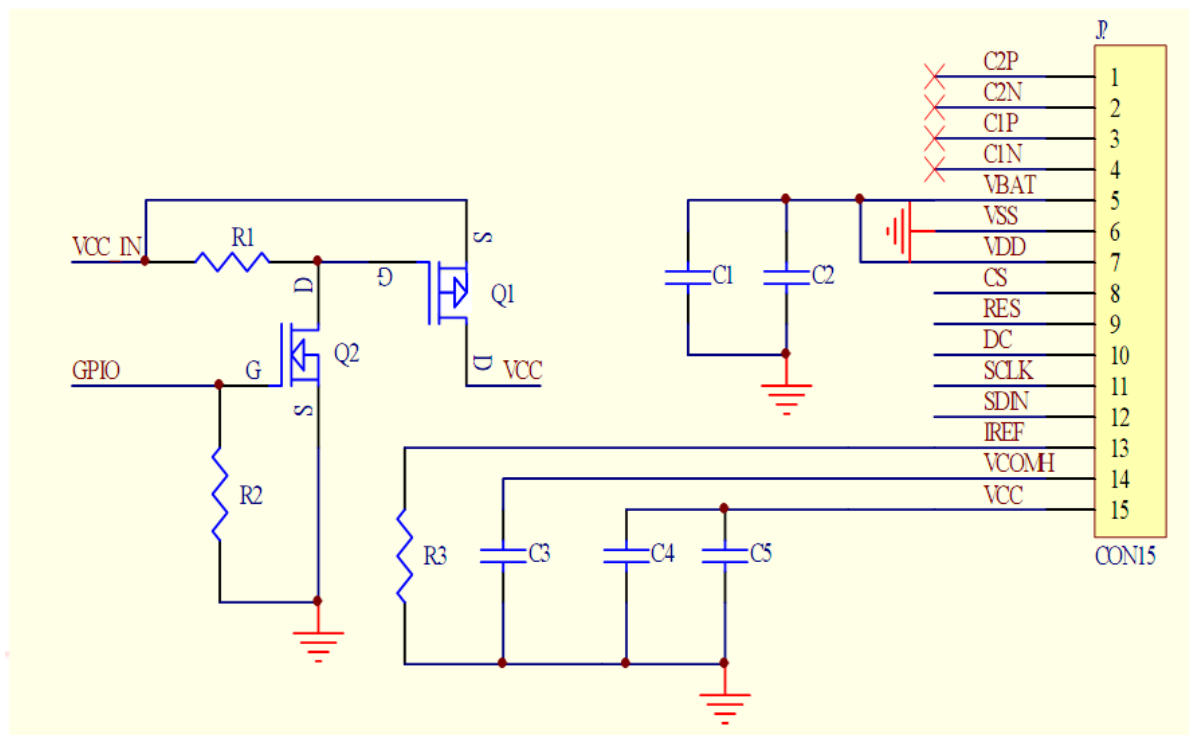 J?
C2P
1
C2N
2
C1P
3
C1N
4
VBAT
5
VSS
6
VDD
7
CS
8
RES
9
DC
10
SCLK
11
SDIN
12
IREF
13
VCOMH
14
VCC
15
CON15
VCC_IN
R1
S
D
G
Q1
Q2
GPIO
G
D
VCC
S
R2
C1
C2
R3
C3
C4
C5